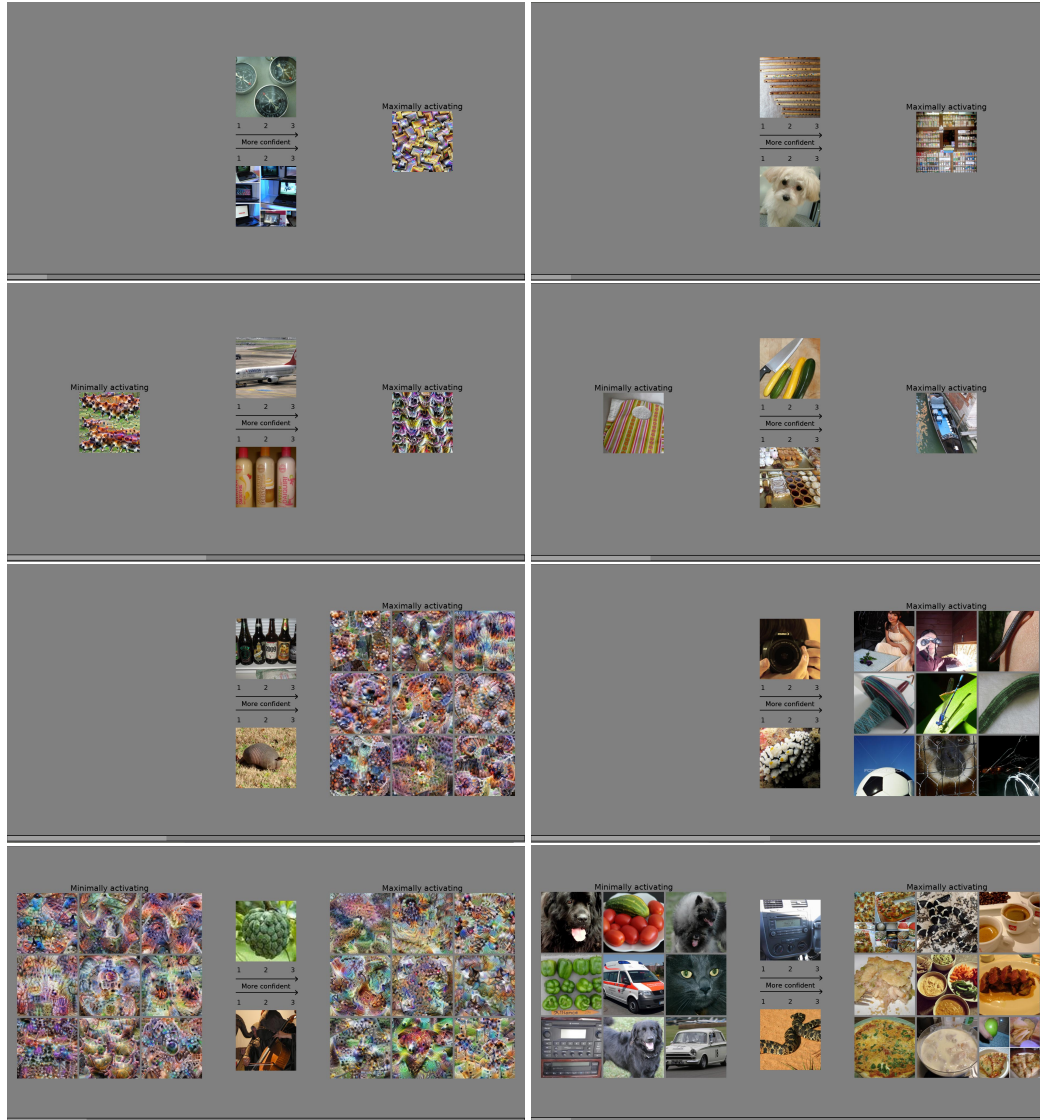 Maximally activating
1 2 3
More confident
1 2 3
Maximally activating
1 2 3
More confident
1 2 3
Minimally activating
Maximally activating
1 2 3
More confident
1 2 3
Minimally activating
Maximally activating
1 2 3
More confident
1 2 3
Maximally activating
1 2 3
More confident
1 2 3
Maximally activating
1 2 3
More confident
1 2 3
Minimally activating
Maximally activating
1 2 3
More confident
1 2 3
Minimally activating
Maximally activating
1 2 3
More confident
1 2 3